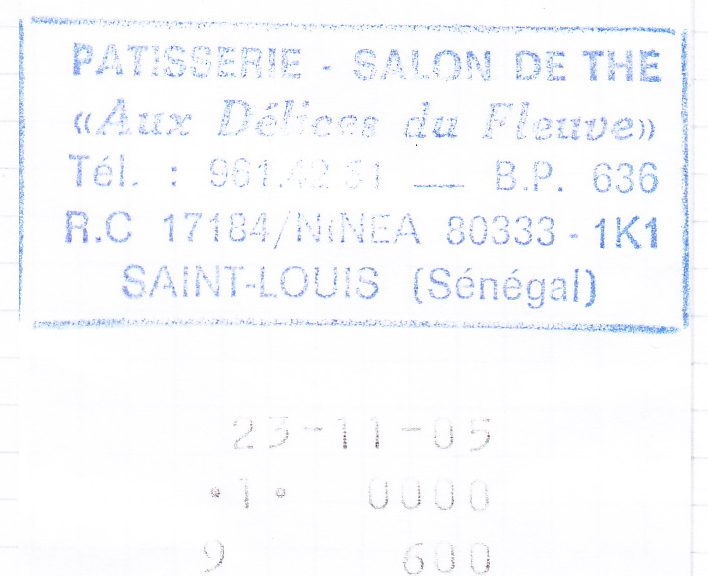 PATISSERIE - SALON DE THE
«Aux Délices du Fleuve»
Tél. : 961.42 51 — B.P. 636
R.C 17184/NINEA 80333 - 1K1
SAINT-LOUIS (Sénégal)
23-11-05
•1• 0000
9 600